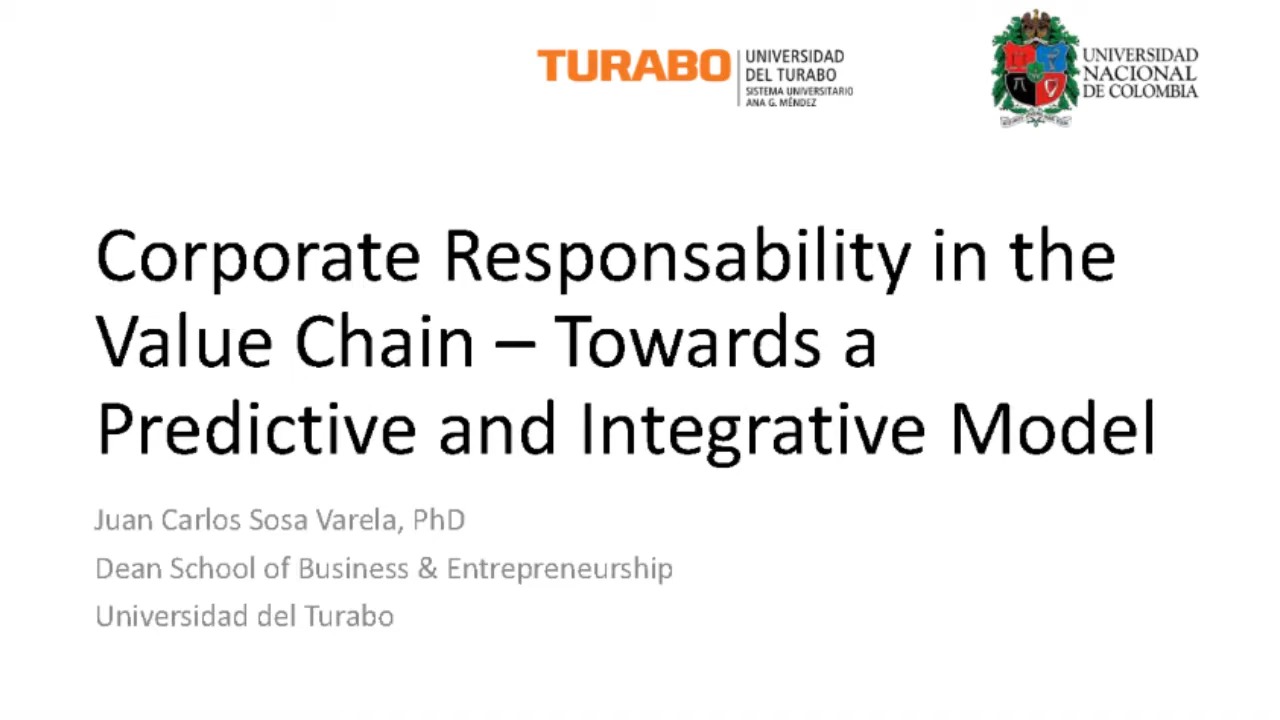 TURABO
UNIVERSIDAD
DEL TURABO
SISTEMA UNIVERSITARIO
ANA G. MÉNDEZ
UNIVERSIDAD
NACIONAL
DE COLOMBIA
Corporate Responsability in the
Value Chain – Towards a
Predictive and Integrative Model
Juan Carlos Sosa Varela, PhD
Dean School of Business & Entrepreneurship
Universidad del Turabo